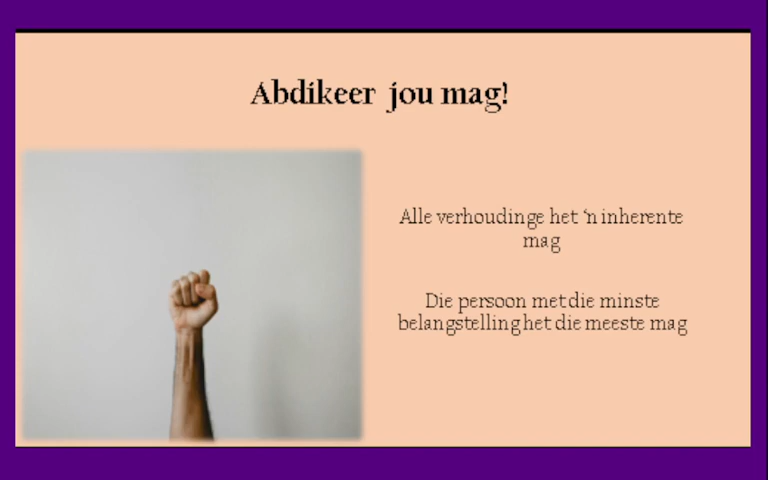 Abdikeer jou mag!
Alle verhoudinge het ‘n inherente
mag
Die persoon met die minste
belangstelling het die meeste mag